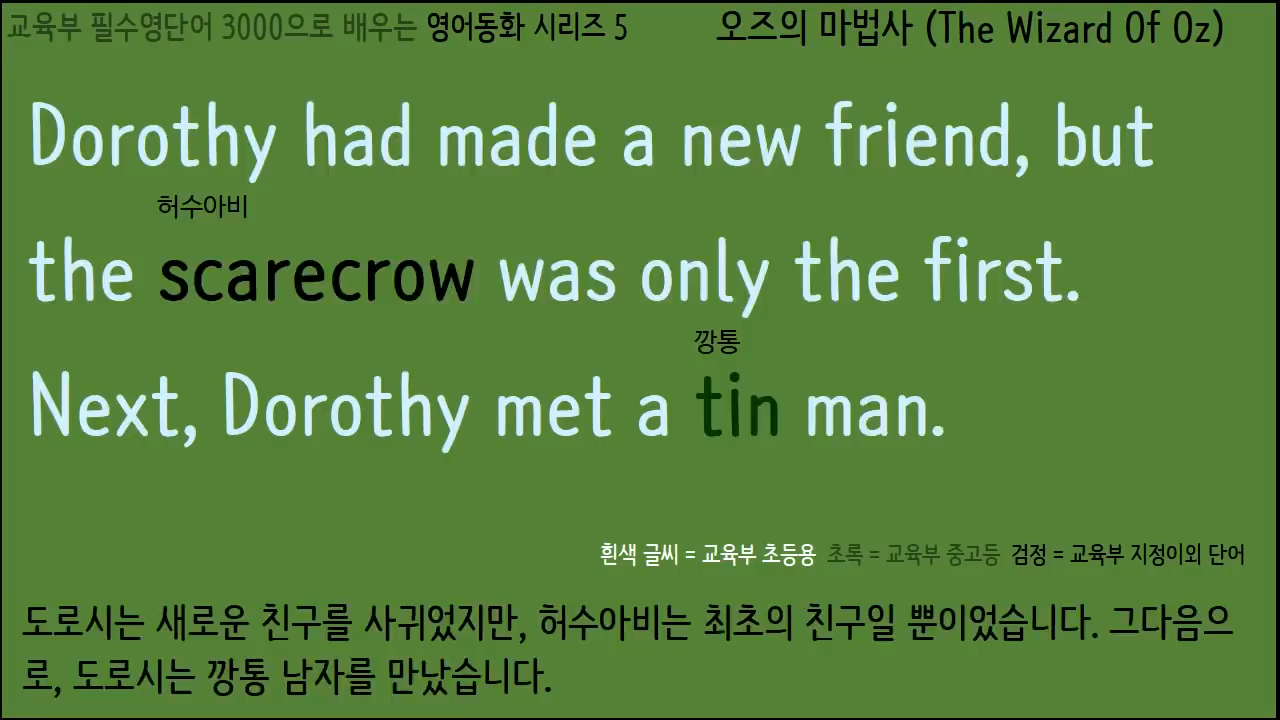 교육부 필수영단어 3000으로 배우는 영어동화 시리즈 5 오즈의 마법사 (The Wizard Of Oz)
Dorothy had made a new friend, but
허수아비
the scarecrow was only the first.
깡통
Next, Dorothy met a tin man.
흰색 글씨 = 교육부 초등용 초록 = 교육부 중고등 검정 = 교육부 지정이외 단어
도로시는 새로운 친구를 사귀었지만, 허수아비는 최초의 친구일 뿐이었습니다. 그다음으
로, 도로시는 깡통 남자를 만났습니다.